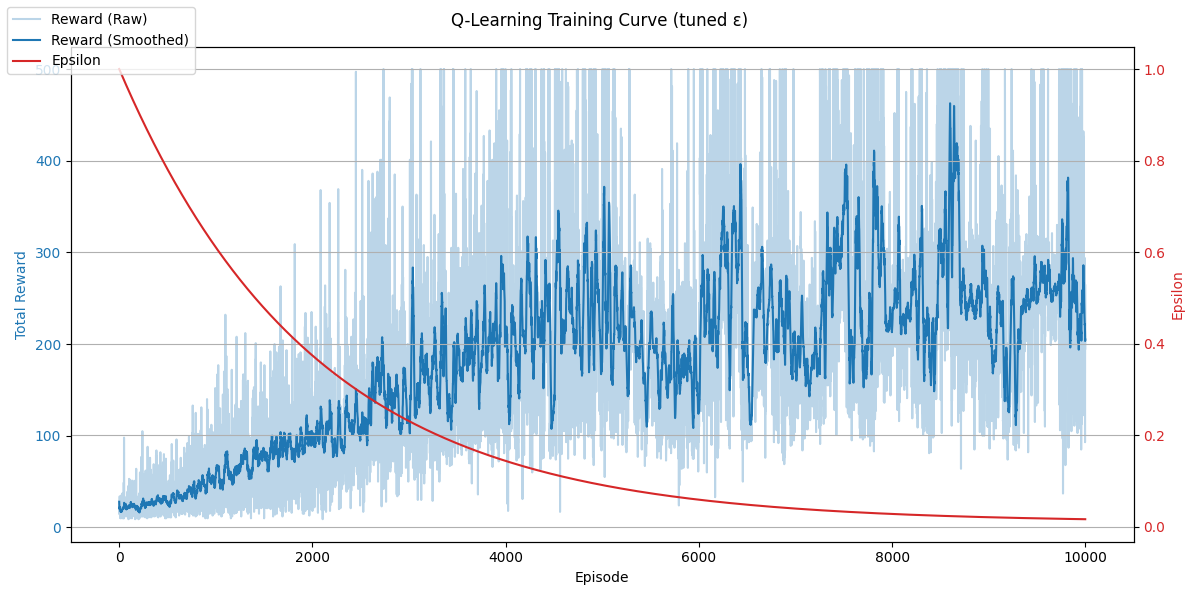 Q-Learning Training Curve (tuned ε)
Reward (Raw)
Reward (Smoothed)
Epsilon
500
400
300
200
100
0
Total Reward
1.0
0.8
0.6
0.4
0.2
0.0
Epsilon
0 2000 4000 6000 8000 10000
Episode